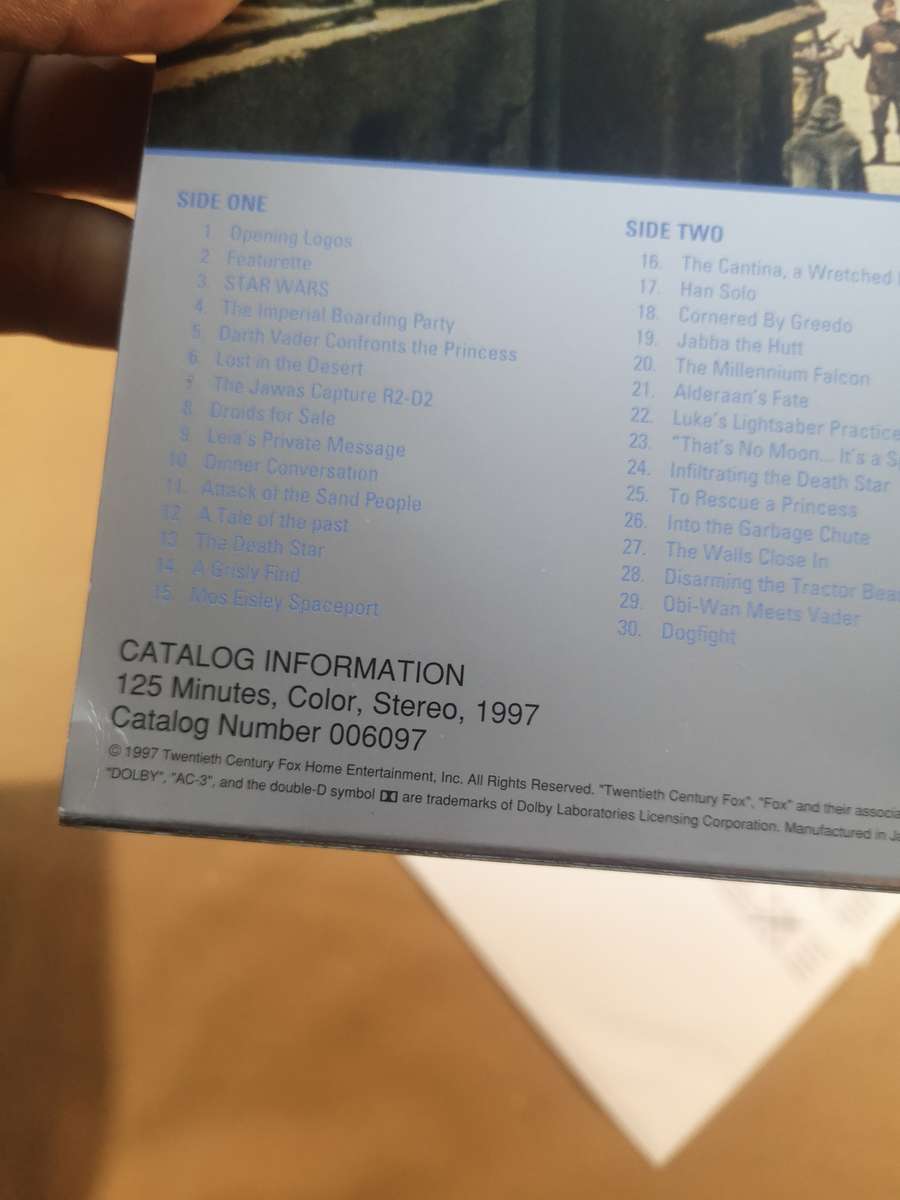 SIDE ONE
1. Opening Logos
2. Featurette
3. STAR WARS
4. The Imperial Boarding Party
5. Darth Vader Confronts the Princess
6. Lost in the Desert
7. The Jawas Capture R2-D2
8. Droids for Sale
9. Leia's Private Message
10. Dinner Conversation
11. Attack of the Sand People
12. A Tale of the past
13. The Death Star
14. A Grisly Find
15. Mos Eisley Spaceport
SIDE TWO
16. The Cantina, a Wretched
17. Han Solo
18. Cornered By Greedo
19. Jabba the Hutt
20. The Millennium Falcon
21. Alderaan's Fate
22. Luke's Lightsaber Practice
23. "That's No Moon... It's a
24. Infiltrating the Death Star
25. To Rescue a Princess
26. Into the Garbage Chute
27. The Walls Close In
28. Disarming the Tractor
29. Obi-Wan Meets Vader
30. Dogfight
CATALOG INFORMATION
125 Minutes, Color, Stereo, 1997
Catalog Number 006097
© 1997 Twentieth Century Fox Home Entertainment, Inc. All Rights Reserved. "Twentieth Century Fox", "Fox" and their
"DOLBY", "AC-3", and the double-D symbol are trademarks of Dolby Laboratories Licensing Corporation. Manufactured in